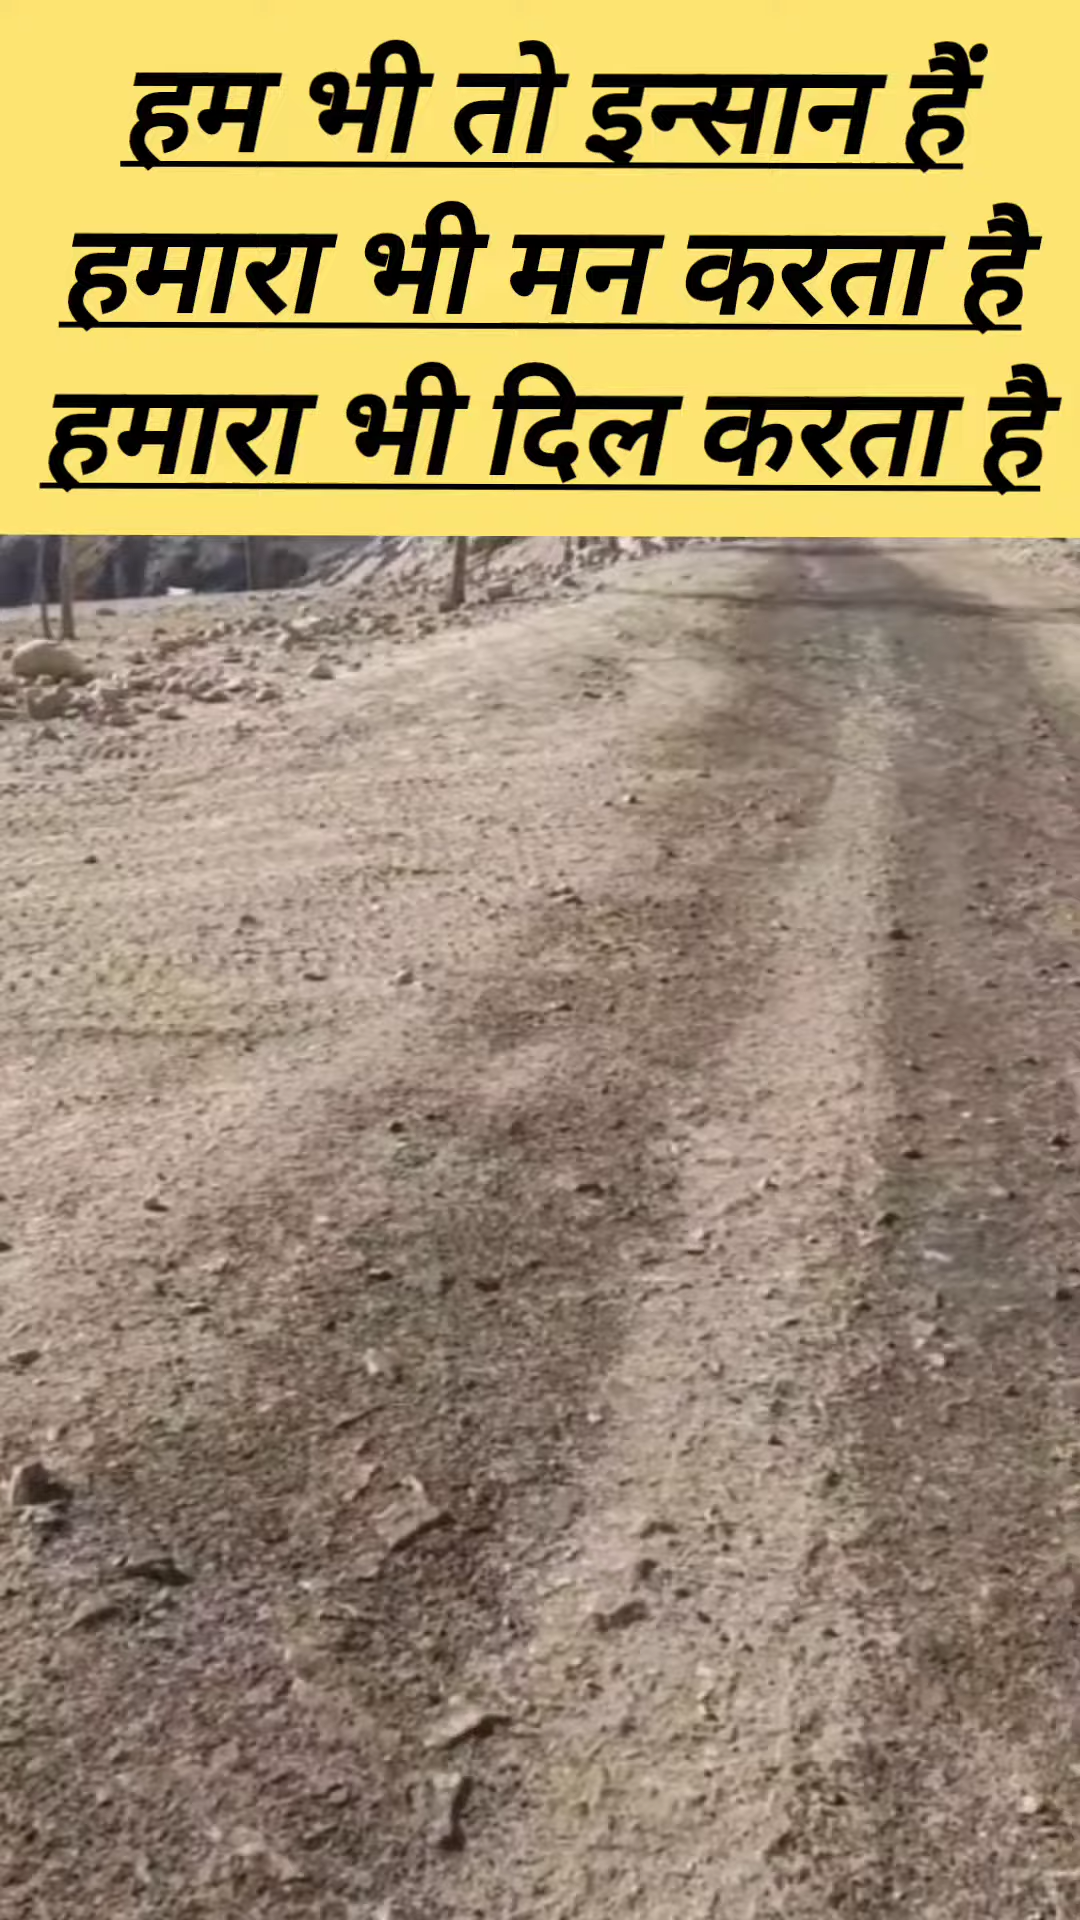 हम भी तो इन्सान हैं
हमारा भी मन करता है
हमारा भी दिल करता है